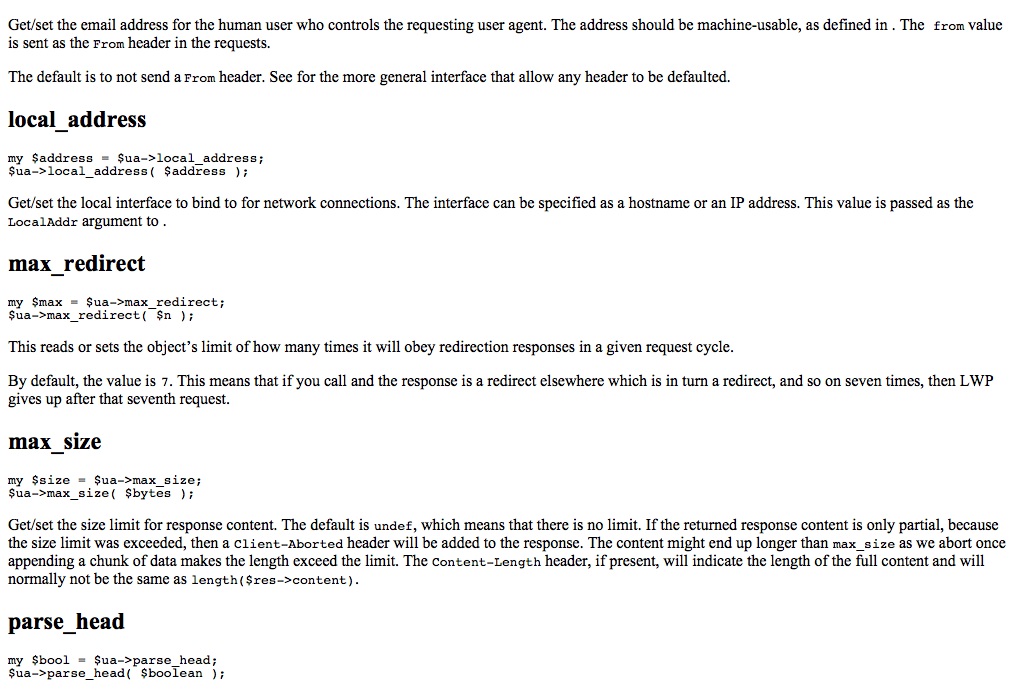 Get/set the email address for the human user who controls the requesting user agent. The address should be machine-usable, as defined in . The from value
is sent as the From header in the requests.
The default is to not send a From header. See for the more general interface that allow any header to be defaulted.
local_address
my $address = $ua->local_address;
$ua->local_address( $address );
Get/set the local interface to bind to for network connections. The interface can be specified as a hostname or an IP address. This value is passed as the
LocalAddr argument to .
max_redirect
my $max = $ua->max_redirect;
$ua->max_redirect( $n );
This reads or sets the object’s limit of how many times it will obey redirection responses in a given request cycle.
By default, the value is 7. This means that if you call and the response is a redirect elsewhere which is in turn a redirect, and so on seven times, then LWP
gives up after that seventh request.
max_size
my $size = $ua->max_size;
$ua->max_size( $bytes );
Get/set the size limit for response content. The default is undef, which means that there is no limit. If the returned response content is only partial, because
the size limit was exceeded, then a Client-Aborted header will be added to the response. The content might end up longer than max_size as we abort once
appending a chunk of data makes the length exceed the limit. The Content-Length header, if present, will indicate the length of the full content and will
normally not be the same as length($res->content).
parse_head
my $bool = $ua->parse_head;
$ua->parse_head( $boolean );